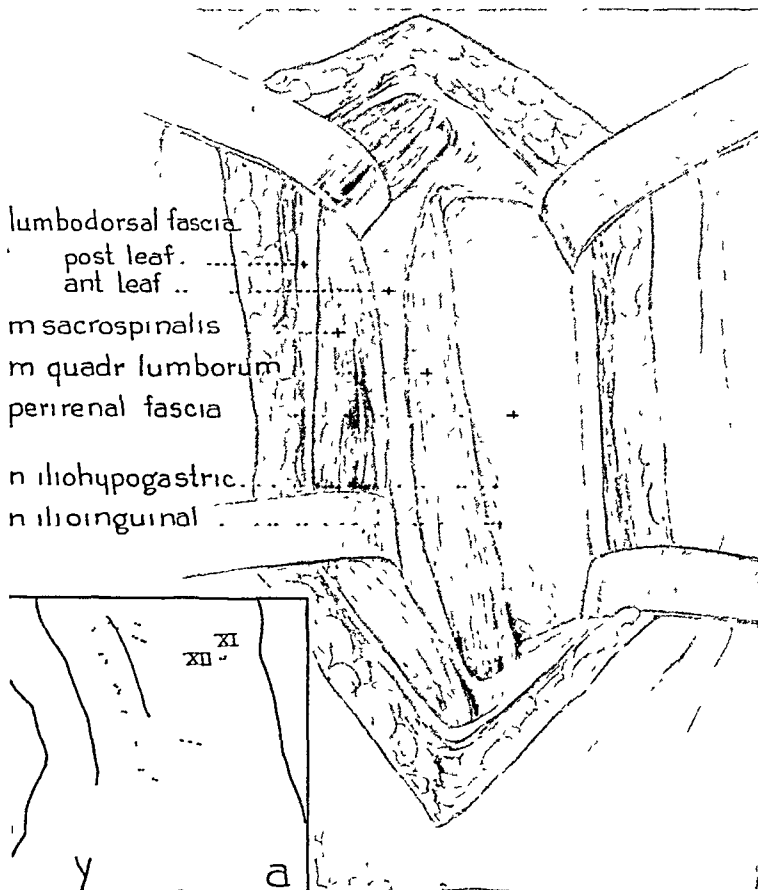 lumbodorsal fascia
post leaf.
ant leaf ..
m sacrospinalis
m quadr lumborum
perirenal fascia
n iliohypogastric
n ilioinguinal
XI
XII
y
a